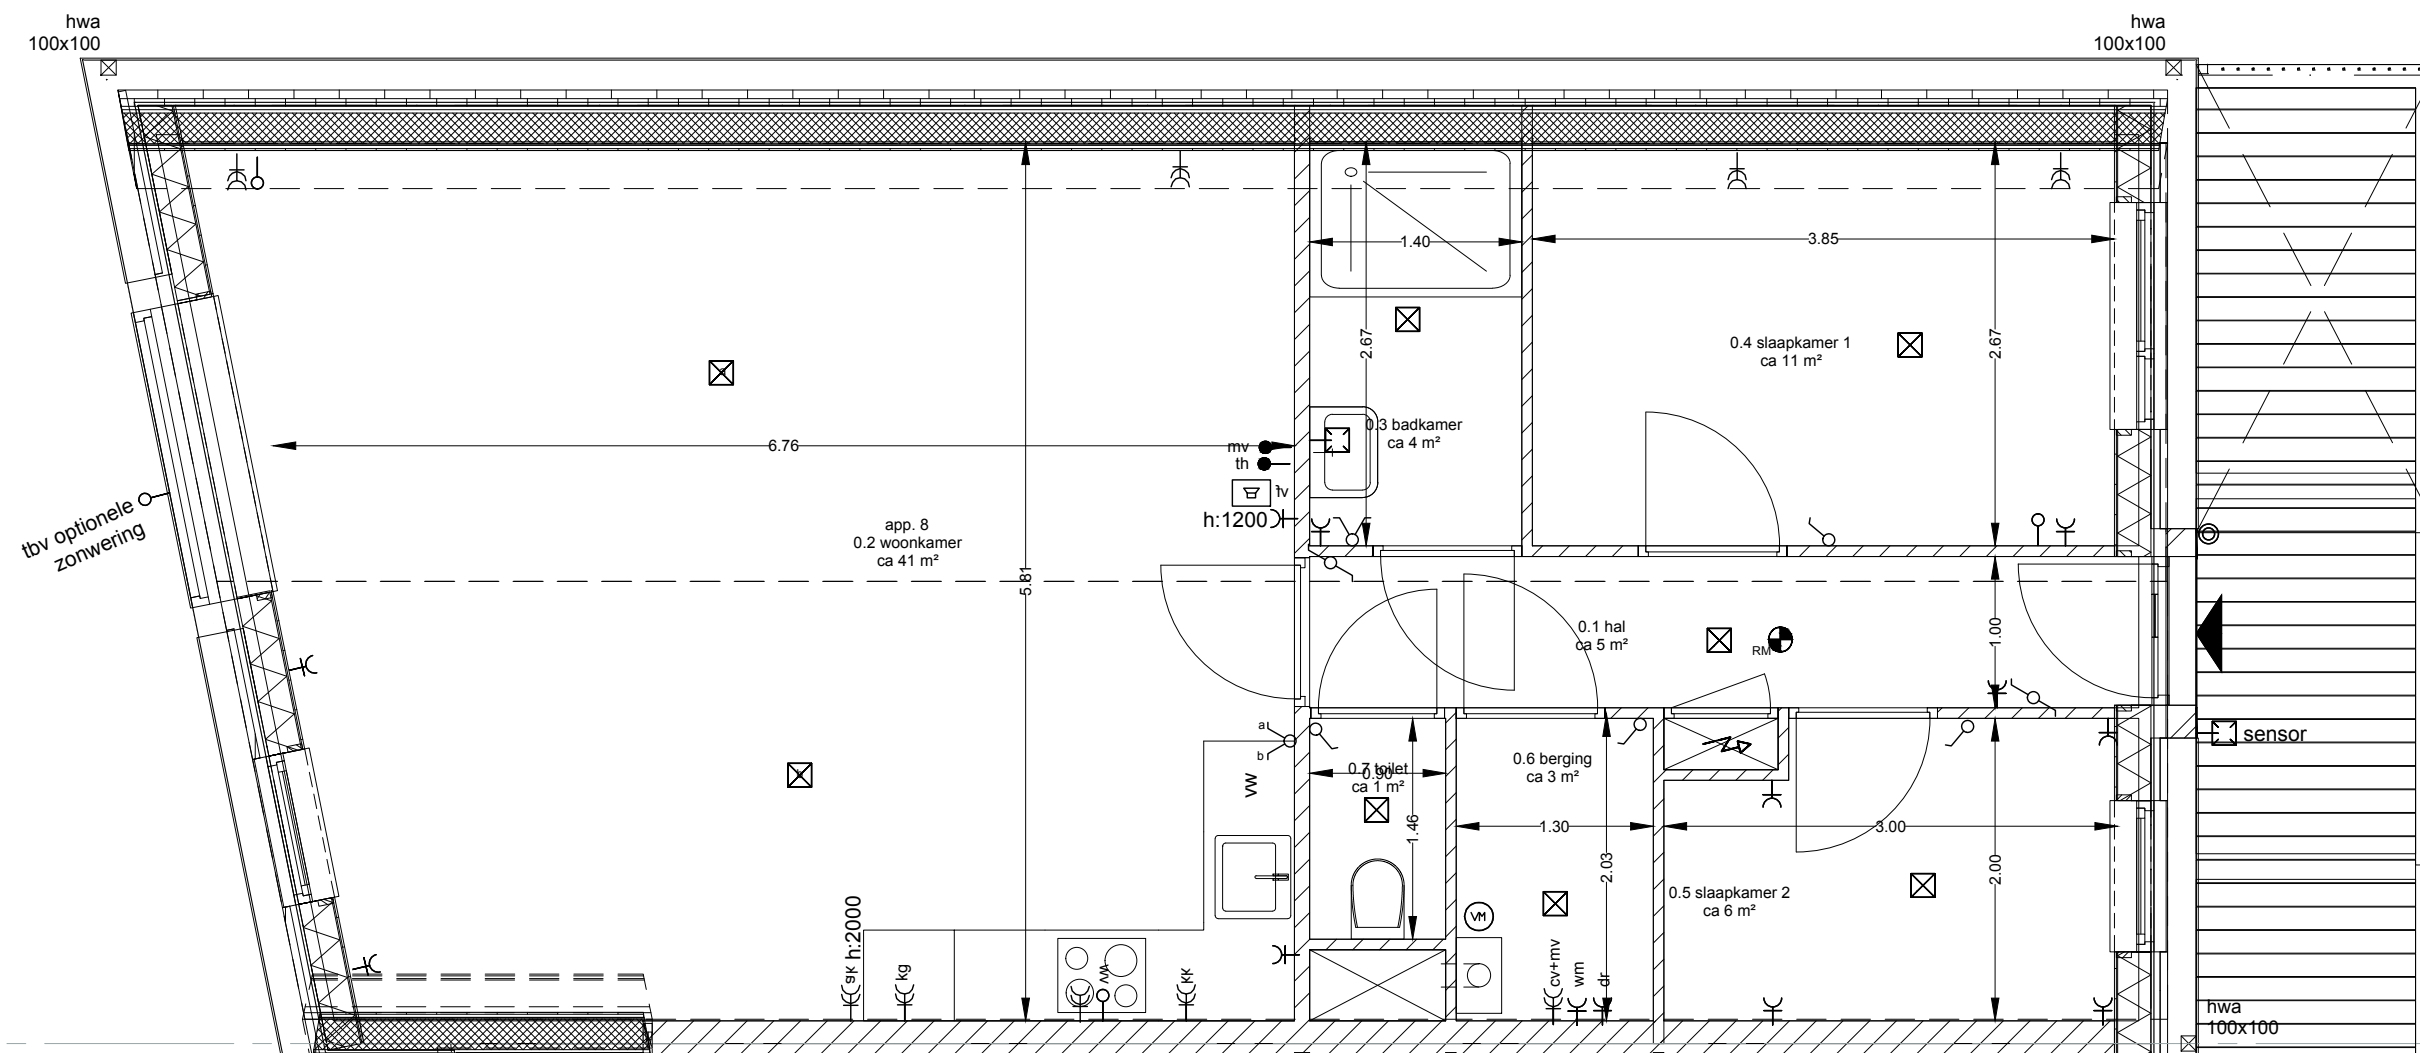 hwa
100x100
hwa
100x100
1.40
3.85
2.67
2.67
0.4 slaapkamer 1
ca 11 m²
0.3 badkamer
ca 4 m²
6.76
mv
th
h:1200
tbv optionele
zonwering
app. 8
0.2 woonkamer
ca 41 m²
5.81
0.1 hal
ca 5 m²
RM
1.00
a
b
sensor
0.7 toilet
0.90
ca 1 m²
0.6 berging
ca 3 m²
1.46
1.30
2.03
3.00
2.00
0.5 slaapkamer 2
ca 6 m²
VM
h:2000
kg
cv+mv
wm
dr
hwa
100x100